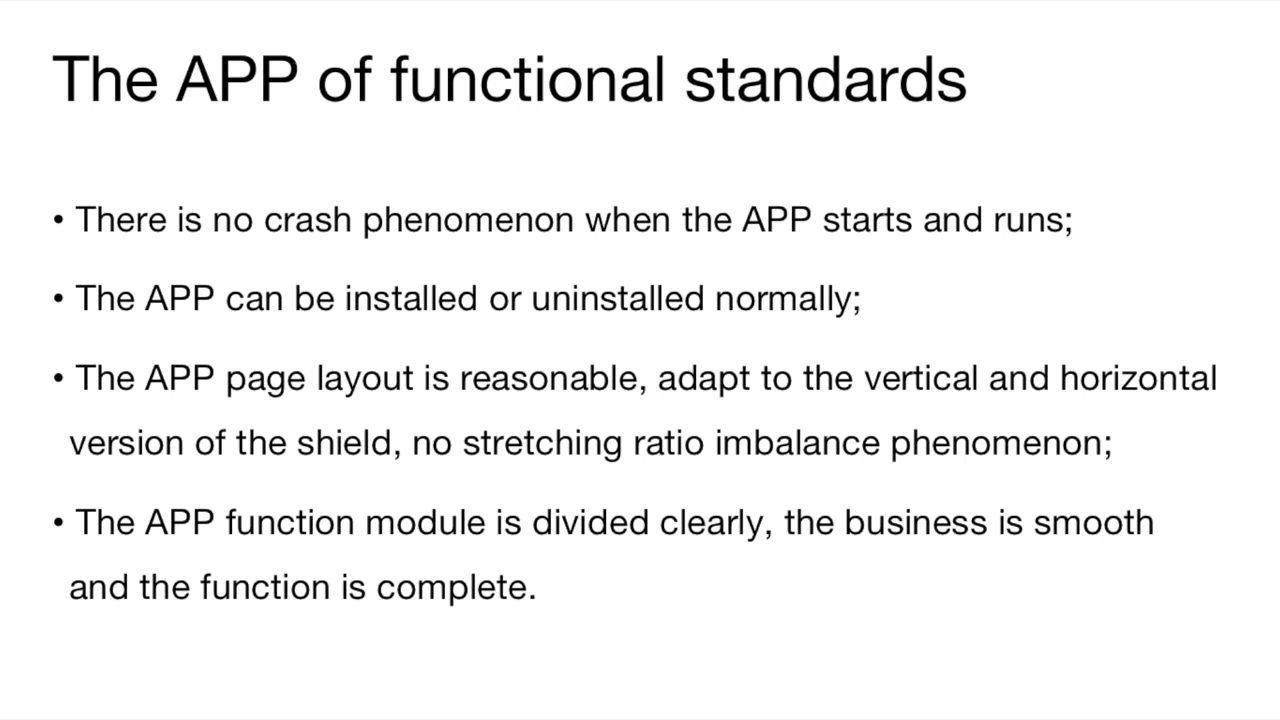 The APP of functional standards
• There is no crash phenomenon when the APP starts and runs;
• The APP can be installed or uninstalled normally;
• The APP page layout is reasonable, adapt to the vertical and horizontal
version of the shield, no stretching ratio imbalance phenomenon;
• The APP function module is divided clearly, the business is smooth
and the function is complete.